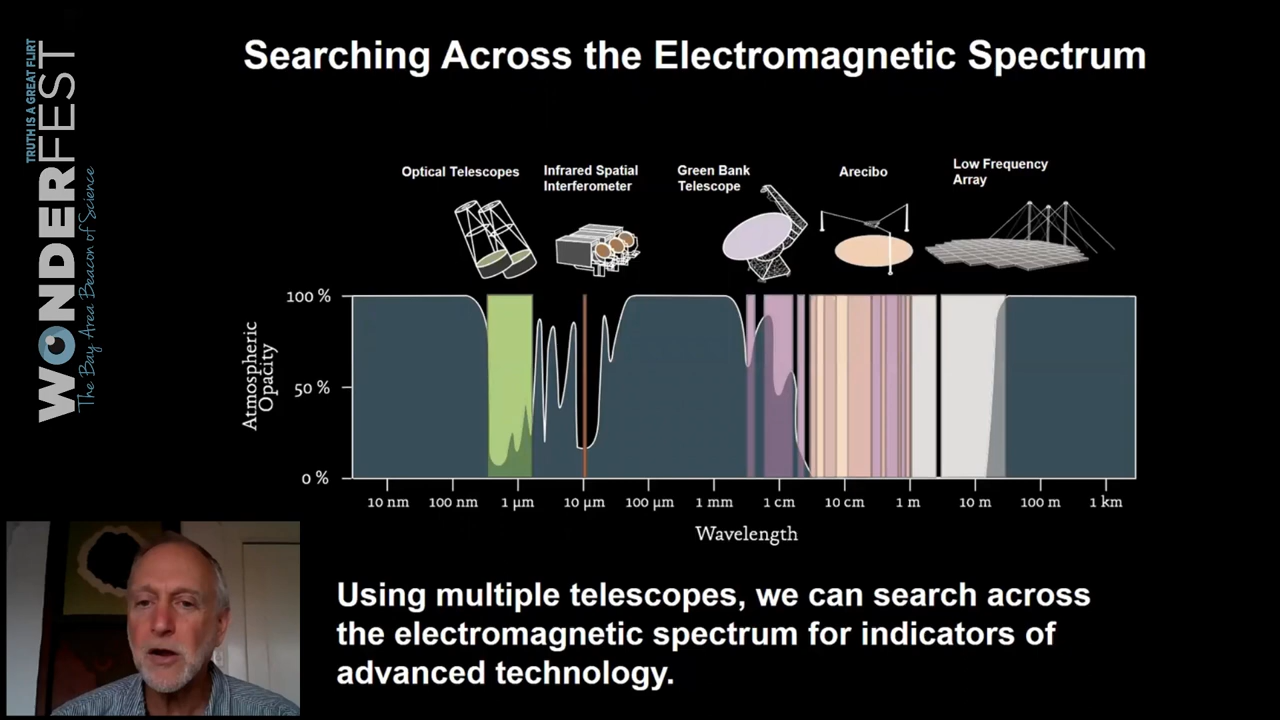 Searching Across the Electromagnetic Spectrum
TRUTH IS A GREAT FLIRT
WONDERFEST
The Bay Area Beacon of Science
Optical Telescopes
Infrared Spatial
Interferometer
Green Bank
Telescope
Arecibo
Low Frequency
Array
Atmospheric
Opacity
100 %
50 %
0 %
10 nm 100 nm 1 µm 10 µm 100 µm 1 mm 1 cm 10 cm 1 m 10 m 100 m 1 km
Wavelength
Using multiple telescopes, we can search across
the electromagnetic spectrum for indicators of
advanced technology.